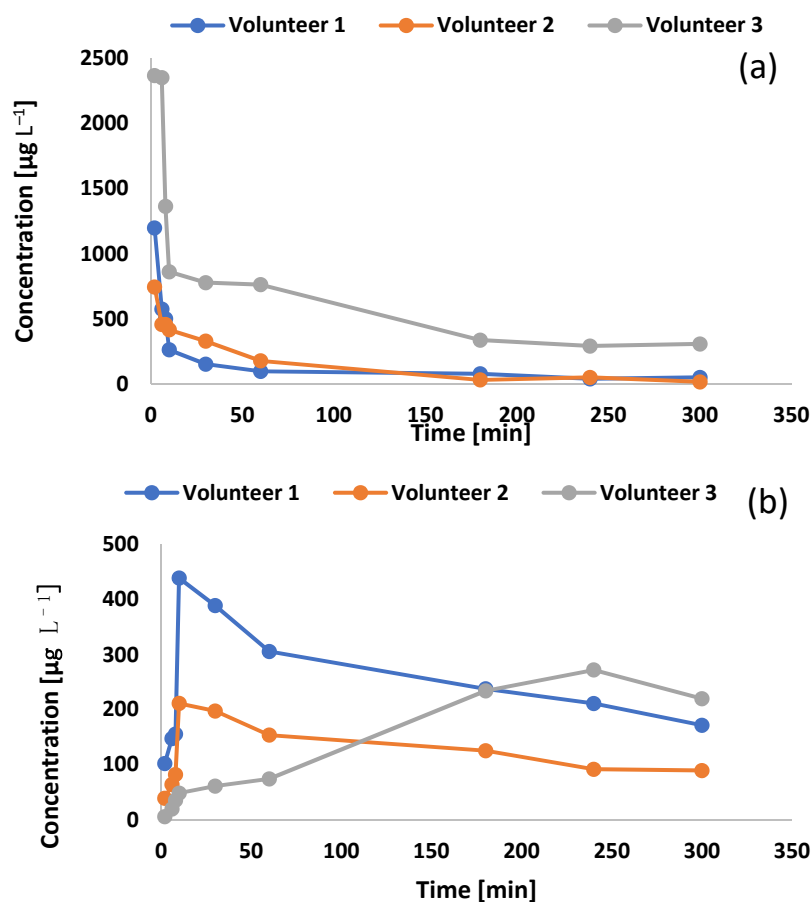 Volunteer 1 Volunteer 2 Volunteer 3
(a)
2500
2000
1500
1000
500
0
Concentration [µg L⁻¹]
0 50 100 150 200 250 300 350
Time [min]
Volunteer 1 Volunteer 2 Volunteer 3
(b)
500
400
300
200
100
0
Concentration [µg L⁻¹]
0 50 100 150 200 250 300 350
Time [min]